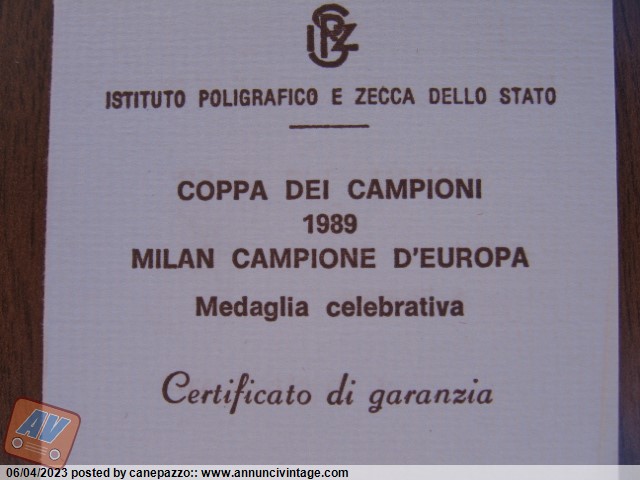 IPZS
ISTITUTO POLIGRAFICO E ZECCA DELLO STATO
COPPA DEI CAMPIONI
1989
MILAN CAMPIONE D'EUROPA
Medaglia celebrativa
Certificato di garanzia
AV
06/04/2023 posted by canepazzo:: www.annuncivintage.com